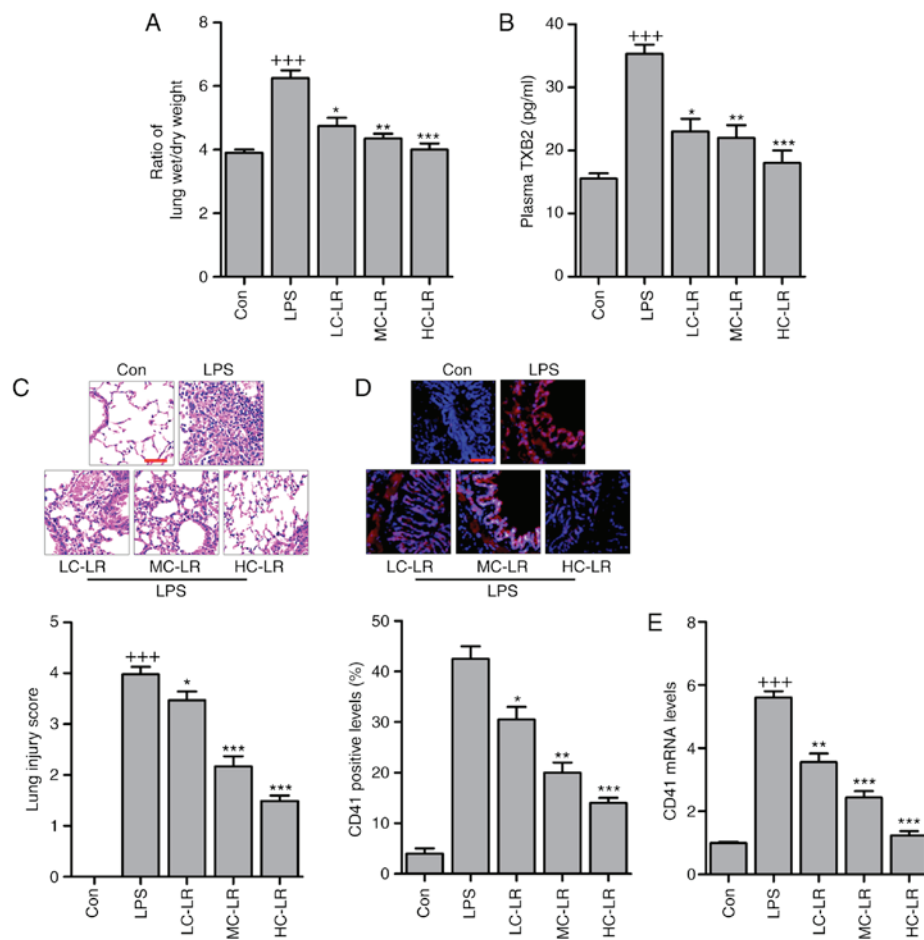 A
Ratio of
lung wet/dry weight
8
6
4
2
0
+++
*
**
***
Con
LPS
LC-LR
MC-LR
HC-LR
B
Plasma TXB2 (pg/ml)
40
30
20
10
0
+++
*
**
***
Con
LPS
LC-LR
MC-LR
HC-LR
C
Con
LPS
LC-LR
MC-LR
HC-LR
LPS
Lung injury score
5
4
3
2
1
0
+++
*
***
***
Con
LPS
LC-LR
MC-LR
HC-LR
D
Con
LPS
LC-LR
MC-LR
HC-LR
LPS
CD41 positive levels (%)
50
40
30
20
10
0
*
**
***
Con
LPS
LC-LR
MC-LR
HC-LR
E
CD41 mRNA levels
8
6
4
2
0
+++
**
***
***
Con
LPS
LC-LR
MC-LR
HC-LR